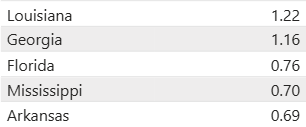 Louisiana 1.22
Georgia 1.16
Florida 0.76
Mississippi 0.70
Arkansas 0.69